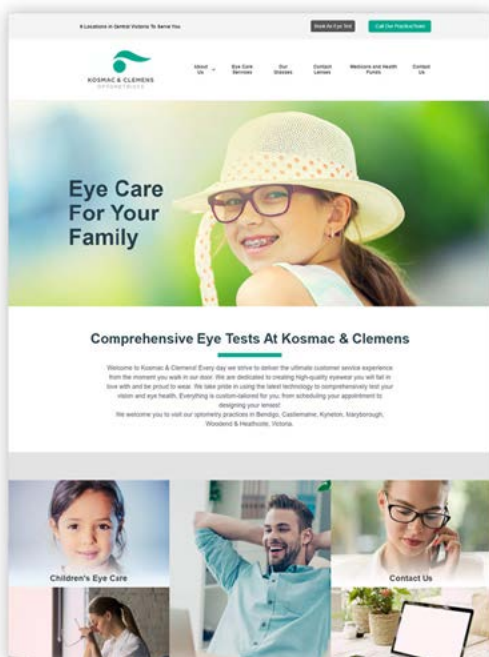 6 Locations in Central Victoria To Serve You
Book An Eye Test
Call Our Practice Team
KOSMAC & CLEMENS
OPTOMETRISTS
About Us
Eye Care Services
Our Glasses
Contact Lenses
Medicare and Health Funds
Contact Us
Eye Care
For Your
Family
Comprehensive Eye Tests At Kosmac & Clemens
Welcome to Kosmac & Clemens! Every day we strive to deliver the ultimate customer service experience
from the moment you walk in our door. We are dedicated to creating high-quality eyewear you will fall in
love with and be proud to wear. We take pride in using the latest technology to comprehensively test your
vision and eye health. Everything is custom-tailored for you: from scheduling your appointment to
designing your lenses!
We welcome you to visit our optometry practices in Bendigo, Castlemaine, Kyneton, Maryborough,
Woodend & Heathcote, Victoria.
Children's Eye Care
Contact Us